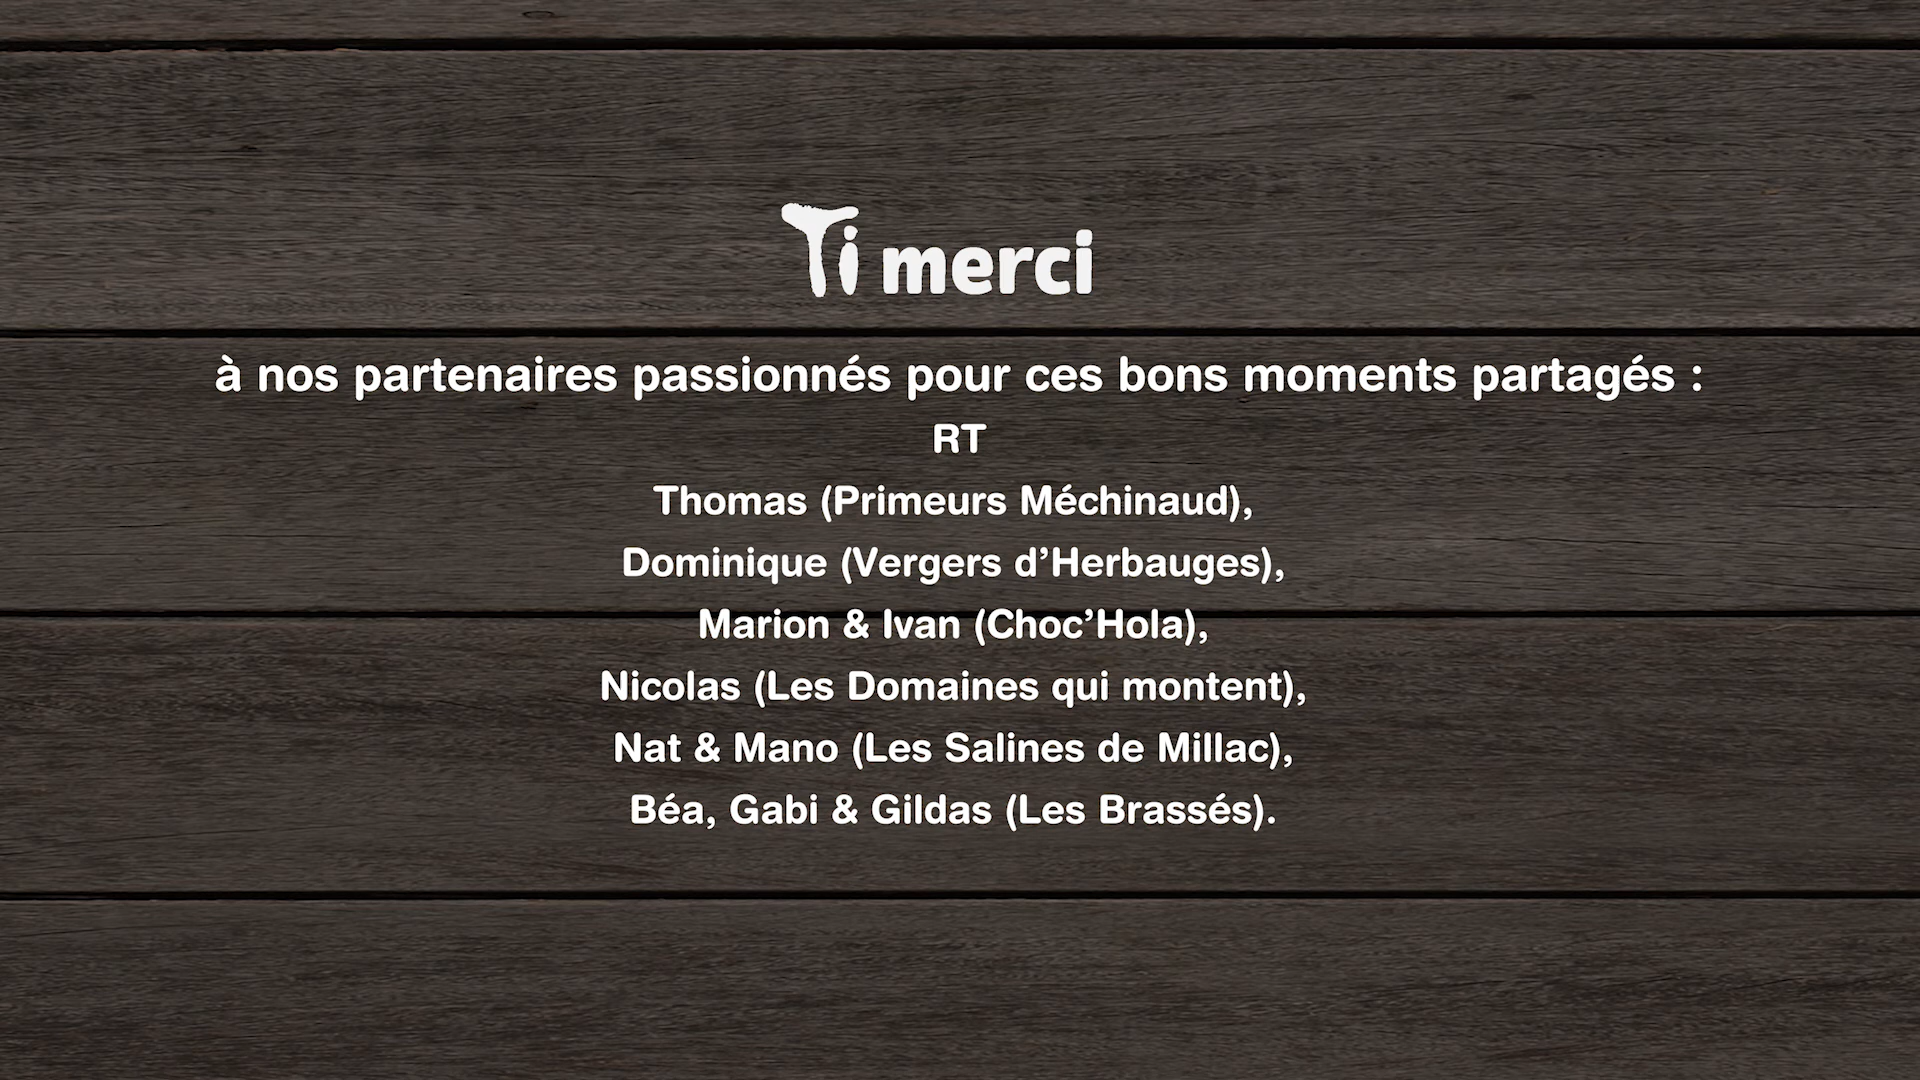 Ti merci
à nos partenaires passionnés pour ces bons moments partagés :
RT
Thomas (Primeurs Méchinaud),
Dominique (Vergers d’Herbauges),
Marion & Ivan (Choc’Hola),
Nicolas (Les Domaines qui montent),
Nat & Mano (Les Salines de Millac),
Béa, Gabi & Gildas (Les Brassés).